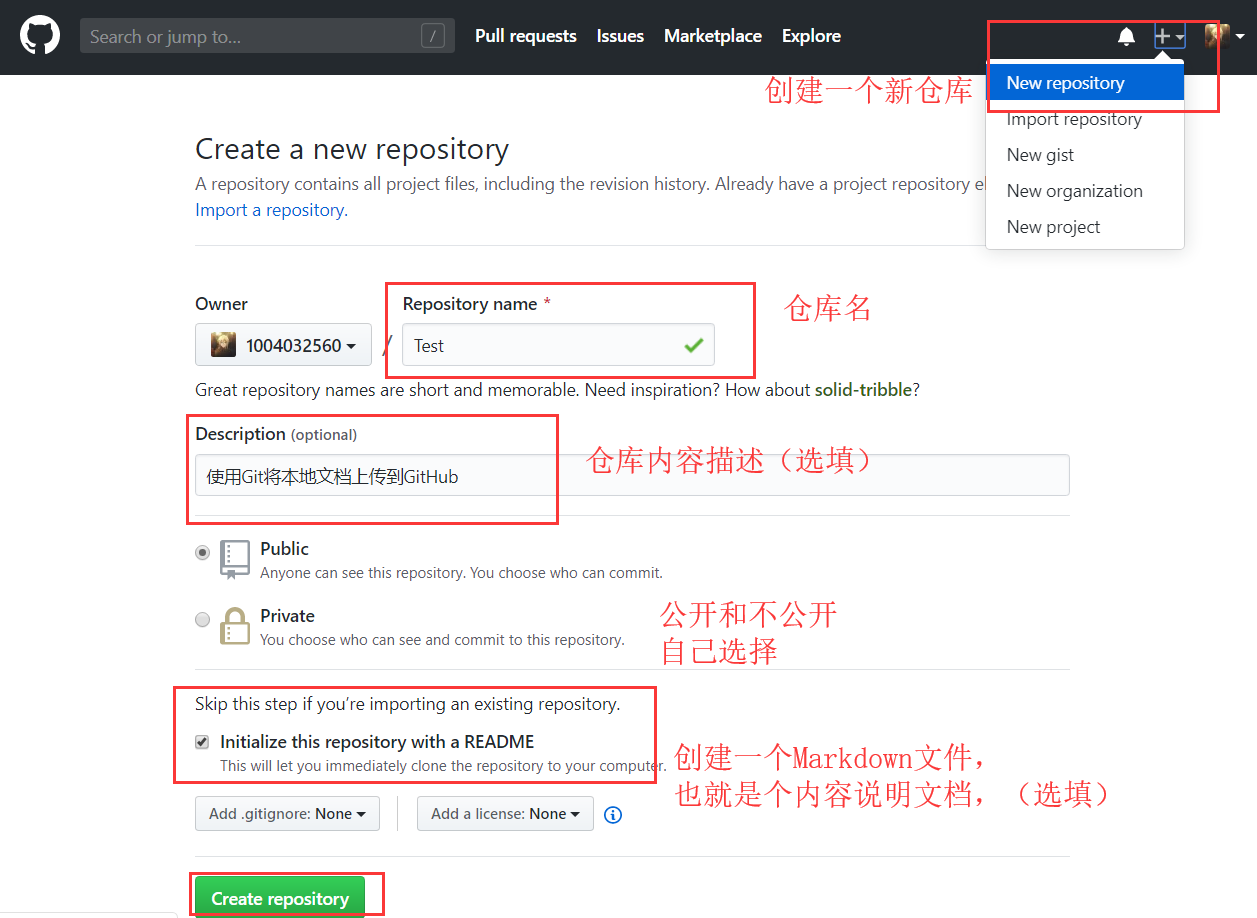 Search or jump to... /
Pull requests Issues Marketplace Explore
创建一个新仓库
New repository
Import repository
New gist
New organization
New project
Create a new repository
A repository contains all project files, including the revision history. Already have a project repository
Import a repository.
Owner
Repository name *
仓库名
1004032560 / Test
Great repository names are short and memorable. Need inspiration? How about solid-tribble?
Description (optional)
仓库内容描述（选填）
使用Git将本地文档上传到GitHub
Public
Anyone can see this repository. You choose who can commit.
Private
You choose who can see and commit to this repository.
公开和不公开
自己选择
Skip this step if you’re importing an existing repository.
Initialize this repository with a README
This will let you immediately clone the repository to your computer.
创建一个Markdown文件，
也就是个内容说明文档，（选填）
Add .gitignore: None
Add a license: None
Create repository